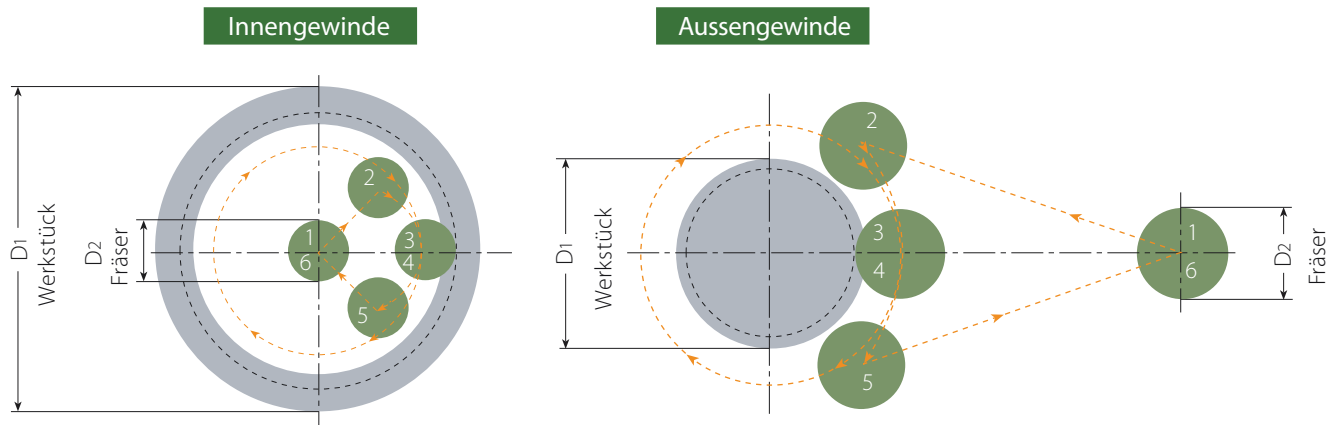 Innengewinde
D1
Werkstück
D2
Fräser
1
6
2
3
4
5
Aussengewinde
D1
Werkstück
2
3
4
5
1
6
D2
Fräser